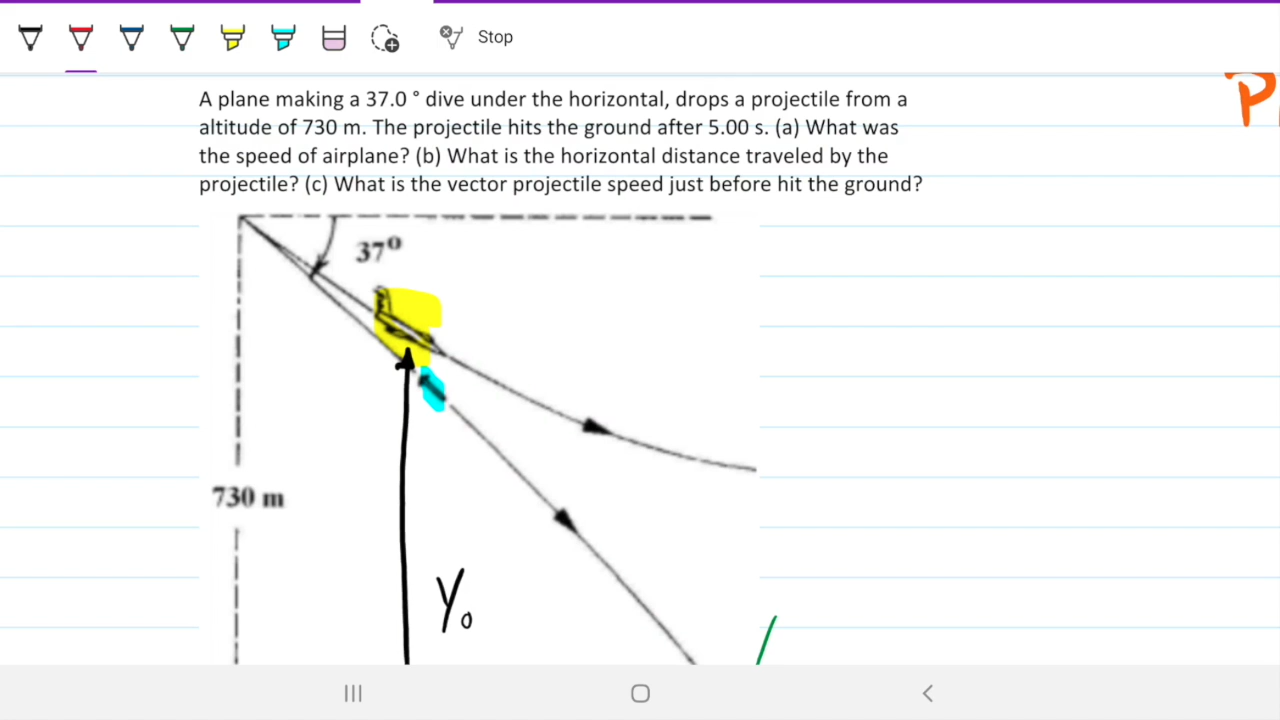 Stop
A plane making a 37.0 ° dive under the horizontal, drops a projectile from a
altitude of 730 m. The projectile hits the ground after 5.00 s. (a) What was
the speed of airplane? (b) What is the horizontal distance traveled by the
projectile? (c) What is the vector projectile speed just before hit the ground?
37⁰
730 m
Y₀